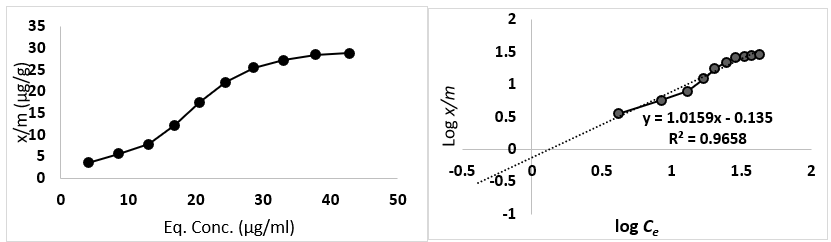 35
30
25
20
15
10
5
0
x/m (µg/g)
0 10 20 30 40 50
Eq. Conc. (µg/ml)
2
1.5
1
0.5
0
-0.5
-1
Log x/m
y = 1.0159x - 0.135
R² = 0.9658
-0.5 0 0.5 1 1.5 2
log Ce